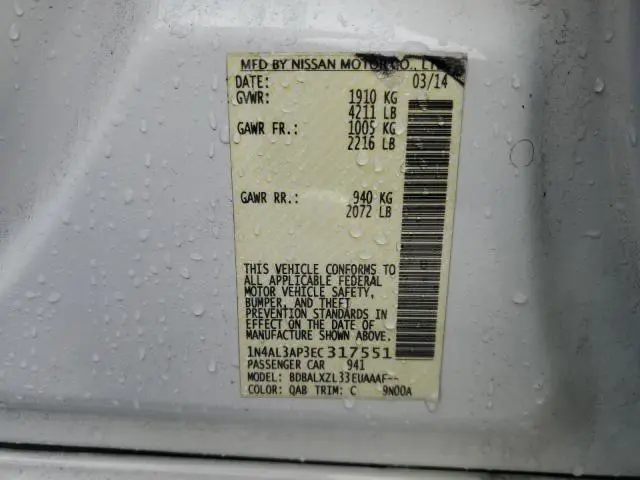 MFD BY NISSAN MOTOR CO., LT
DATE: 03/14
GVWR: 1910 KG
4211 LB
GAWR FR.: 1005 KG
2216 LB
GAWR RR.: 940 KG
2072 LB
THIS VEHICLE CONFORMS TO
ALL APPLICABLE FEDERAL
MOTOR VEHICLE SAFETY,
BUMPER, AND THEFT
PREVENTION STANDARDS IN
EFFECT ON THE DATE OF
MANUFACTURE SHOWN ABOVE.
1N4AL3AP3EC317551
PASSENGER CAR 941
MODEL: BDBALXZL33EUAAAF--
COLOR: QAB TRIM: C 9N00A